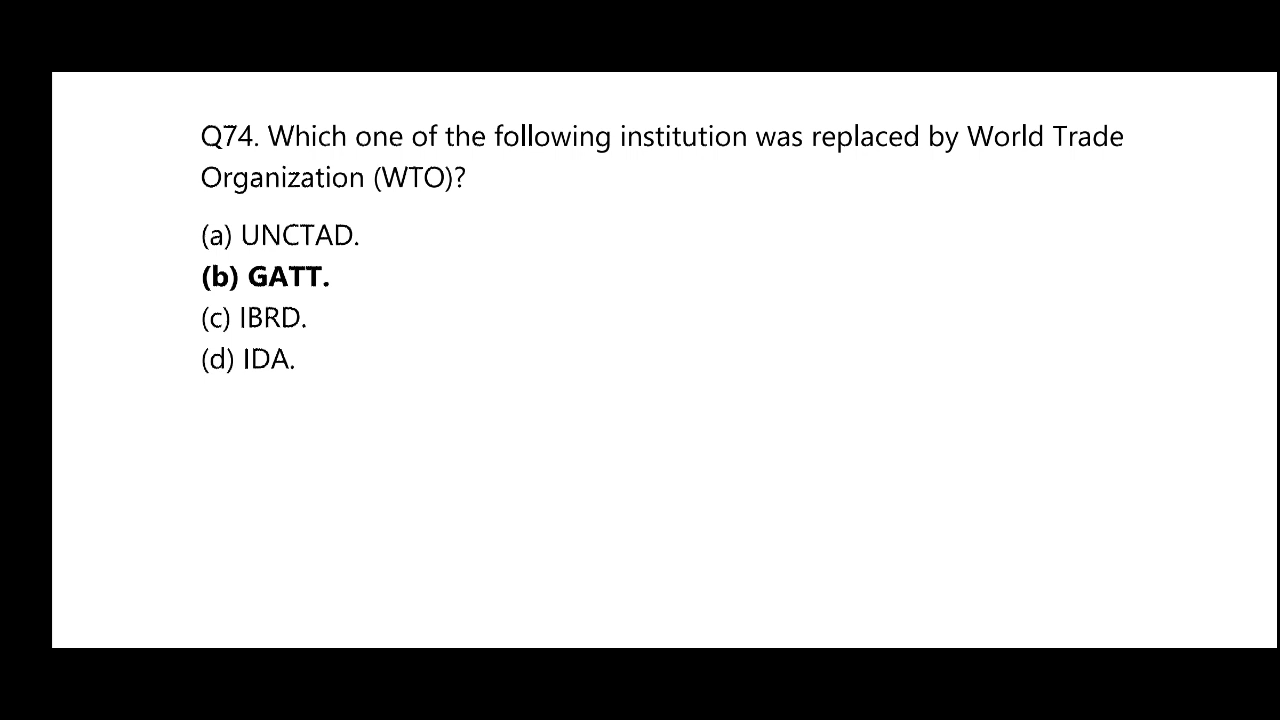 Q74. Which one of the following institution was replaced by World Trade
Organization (WTO)?
(a) UNCTAD.
(b) GATT.
(c) IBRD.
(d) IDA.